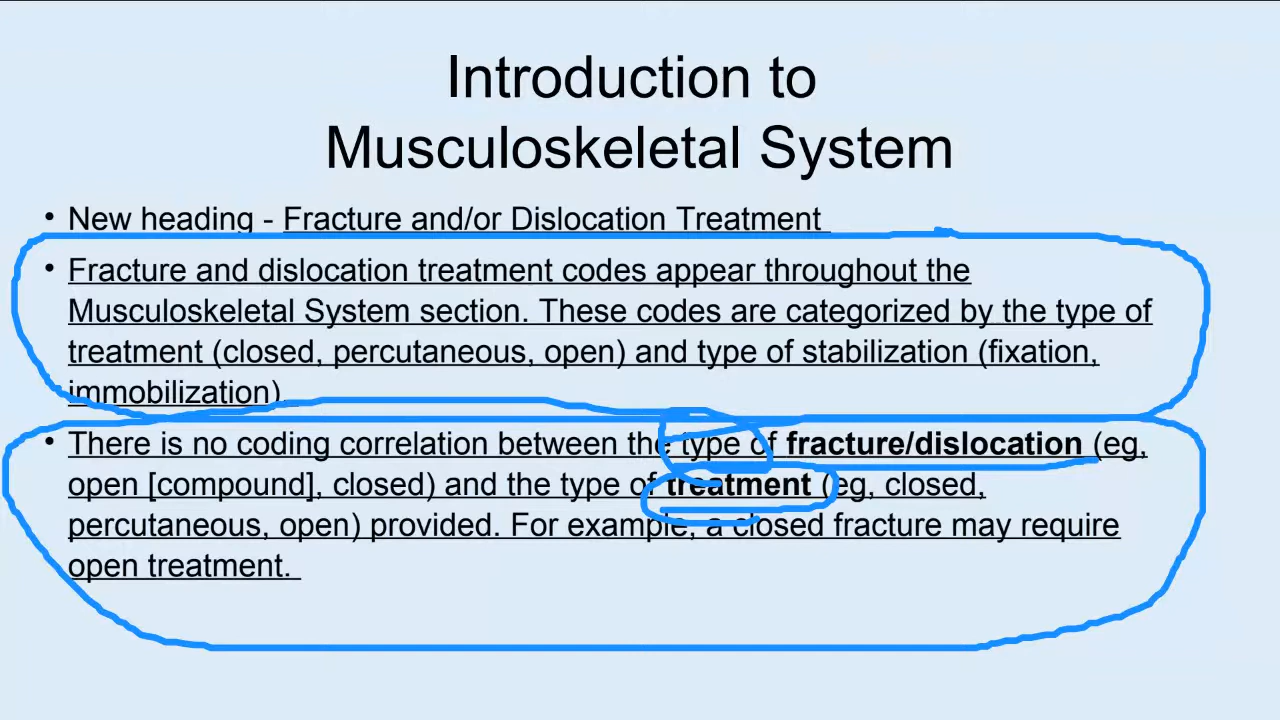 Introduction to
Musculoskeletal System
• New heading - Fracture and/or Dislocation Treatment
• Fracture and dislocation treatment codes appear throughout the
Musculoskeletal System section. These codes are categorized by the type of
treatment (closed, percutaneous, open) and type of stabilization (fixation,
immobilization).
• There is no coding correlation between the type of fracture/dislocation (eg,
open [compound], closed) and the type of treatment (eg, closed,
percutaneous, open) provided. For example, a closed fracture may require
open treatment.